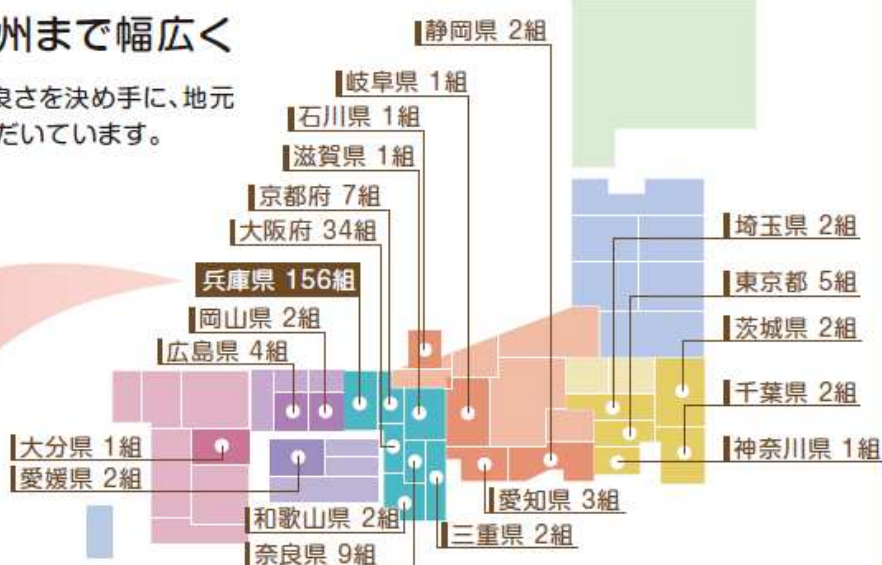 州まで幅広く
良さを決め手に、地元
だいています。
静岡県 2組
岐阜県 1組
石川県 1組
滋賀県 1組
京都府 7組
大阪府 34組
兵庫県 156組
岡山県 2組
広島県 4組
大分県 1組
愛媛県 2組
和歌山県 2組
奈良県 9組
三重県 2組
愛知県 3組
埼玉県 2組
東京都 5組
茨城県 2組
千葉県 2組
神奈川県 1組